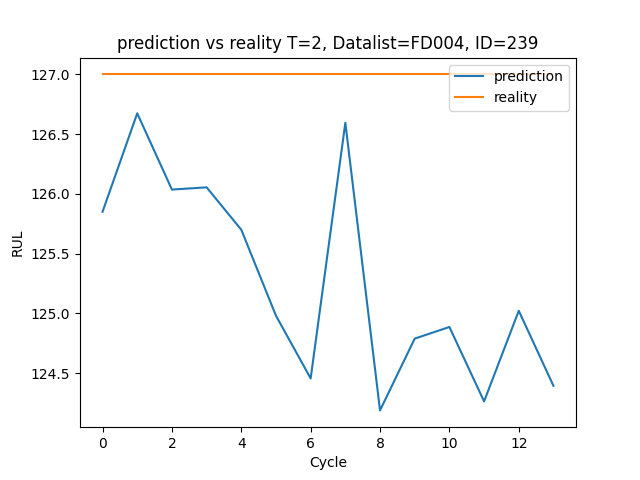 prediction vs reality T=2, Datalist=FD004, ID=239
127.0
126.5
126.0
125.5
125.0
124.5
RUL
prediction
reality
0 2 4 6 8 10 12
Cycle